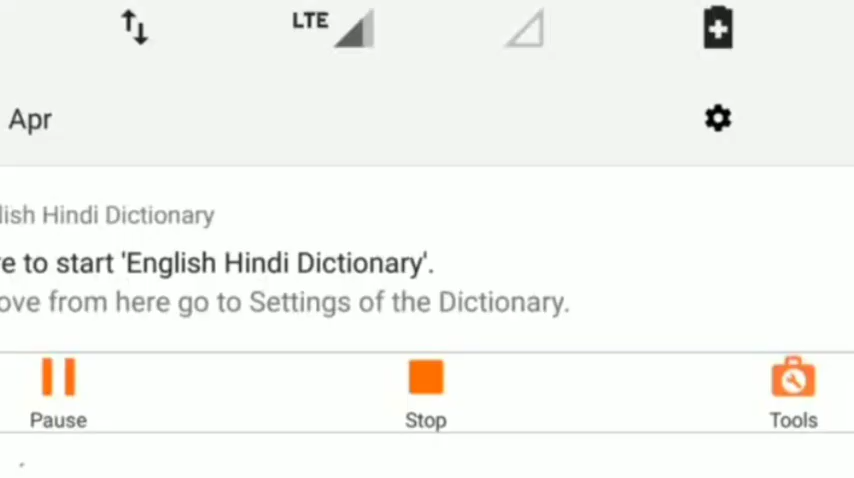 LTE
Apr
lish Hindi Dictionary
e to start 'English Hindi Dictionary'.
ove from here go to Settings of the Dictionary.
Pause Stop Tools